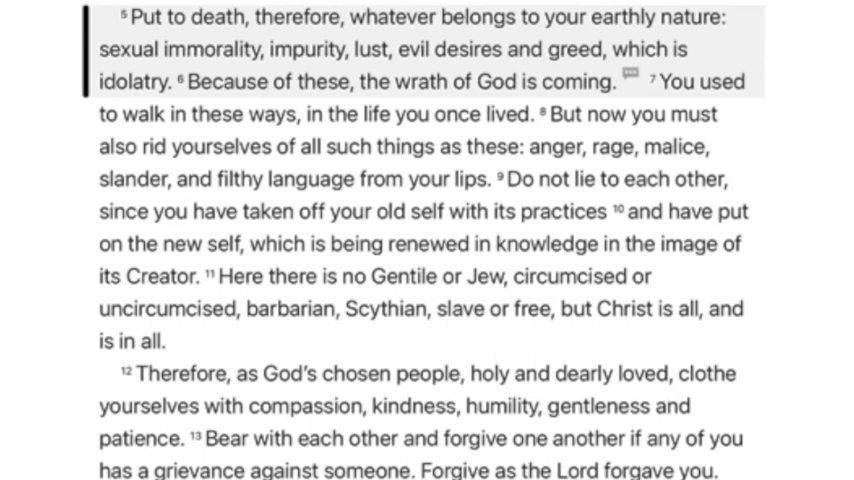 ⁵ Put to death, therefore, whatever belongs to your earthly nature:
sexual immorality, impurity, lust, evil desires and greed, which is
idolatry. ⁶ Because of these, the wrath of God is coming. ⁷ You used
to walk in these ways, in the life you once lived. ⁸ But now you must
also rid yourselves of all such things as these: anger, rage, malice,
slander, and filthy language from your lips. ⁹ Do not lie to each other,
since you have taken off your old self with its practices ¹⁰ and have put
on the new self, which is being renewed in knowledge in the image of
its Creator. ¹¹ Here there is no Gentile or Jew, circumcised or
uncircumcised, barbarian, Scythian, slave or free, but Christ is all, and
is in all.
¹² Therefore, as God’s chosen people, holy and dearly loved, clothe
yourselves with compassion, kindness, humility, gentleness and
patience. ¹³ Bear with each other and forgive one another if any of you
has a grievance against someone. Forgive as the Lord forgave you.